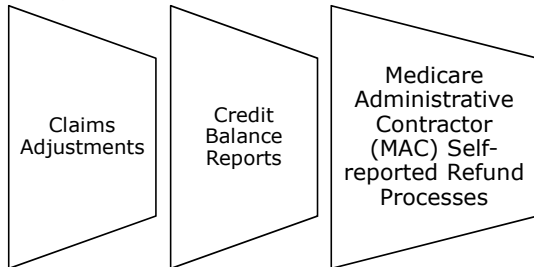 Claims
Adjustments
Credit
Balance
Reports
Medicare
Administrative
Contractor
(MAC) Self-
reported Refund
Processes